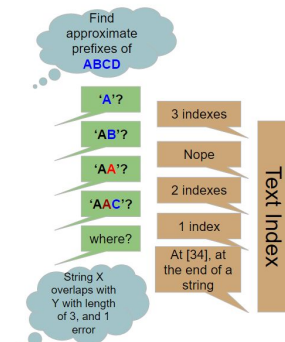 Find
approximate
prefixes of
ABCD
'A'?
3 indexes
'AB'?
Nope
'AA'?
2 indexes
'AAC'?
1 index
where?
At [34], at
the end of a
string
String X
overlaps with
Y with length
of 3, and 1
error
Text Index